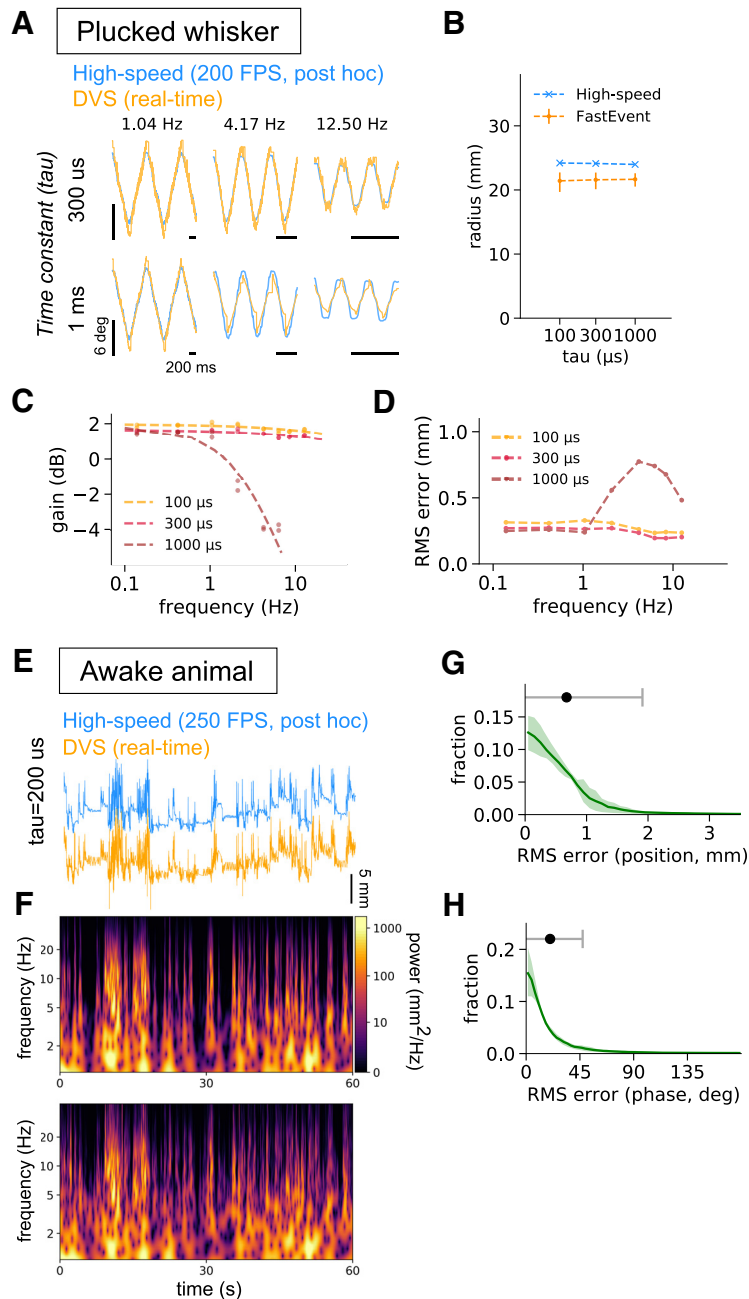 A
Plucked whisker
High-speed (200 FPS, post hoc)
DVS (real-time)
1.04 Hz 4.17 Hz 12.50 Hz
Time constant (tau)
300 us
1 ms
6 deg
200 ms
B
High-speed
FastEvent
radius (mm)
30
20
10
0
100 300 1000
tau (µs)
C
gain (dB)
2
0
−2
−4
100 µs
300 µs
1000 µs
0.1 1 10
frequency (Hz)
D
RMS error (mm)
1.0
0.5
0.0
100 µs
300 µs
1000 µs
0.1 1 10
frequency (Hz)
E
Awake animal
High-speed (250 FPS, post hoc)
DVS (real-time)
tau=200 us
5 mm
F
frequency (Hz)
20
10
5
2
0 30 60
1000
100
10
0
power (mm²/Hz)
frequency (Hz)
20
10
5
2
0 30 60
time (s)
G
fraction
0.15
0.10
0.05
0.00
0 1 2 3
RMS error (position, mm)
H
fraction
0.2
0.1
0.0
0 45 90 135
RMS error (phase, deg)